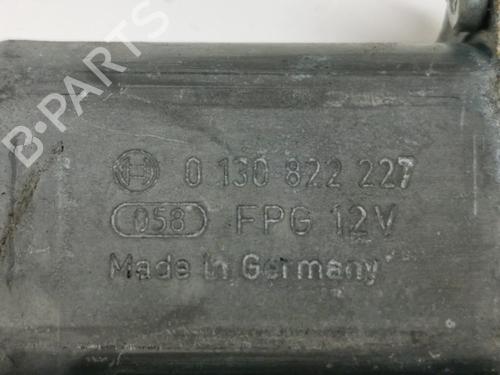 B-PARTS
0 130 822 227
058 FPG 12V
Made in Germany